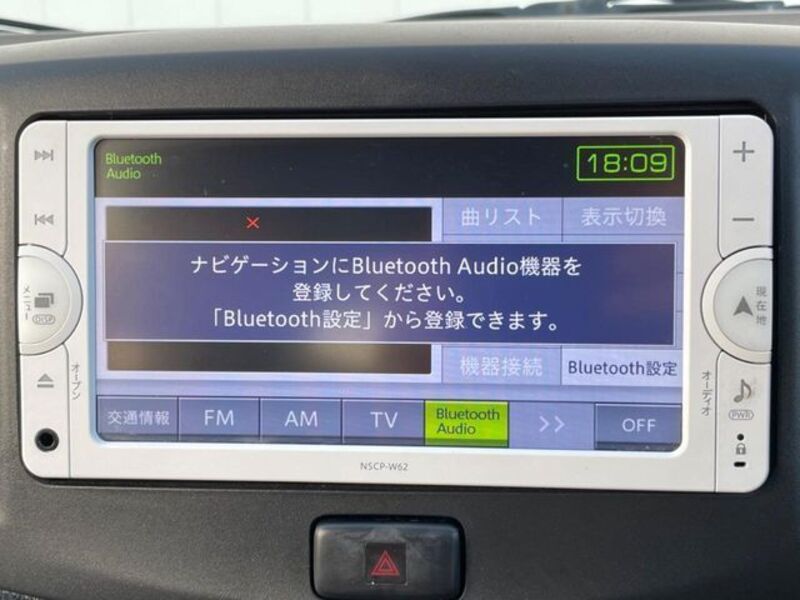 Bluetooth
Audio
18:09
曲リスト
表示切換
ナビゲーションにBluetooth Audio機器を
登録してください。
「Bluetooth設定」から登録できます。
機器接続
Bluetooth設定
交通情報
FM
AM
TV
Bluetooth
Audio
>>
OFF
メニュー
DISP
オープン
現在地
オーディオ
PWR
NSCP-W62